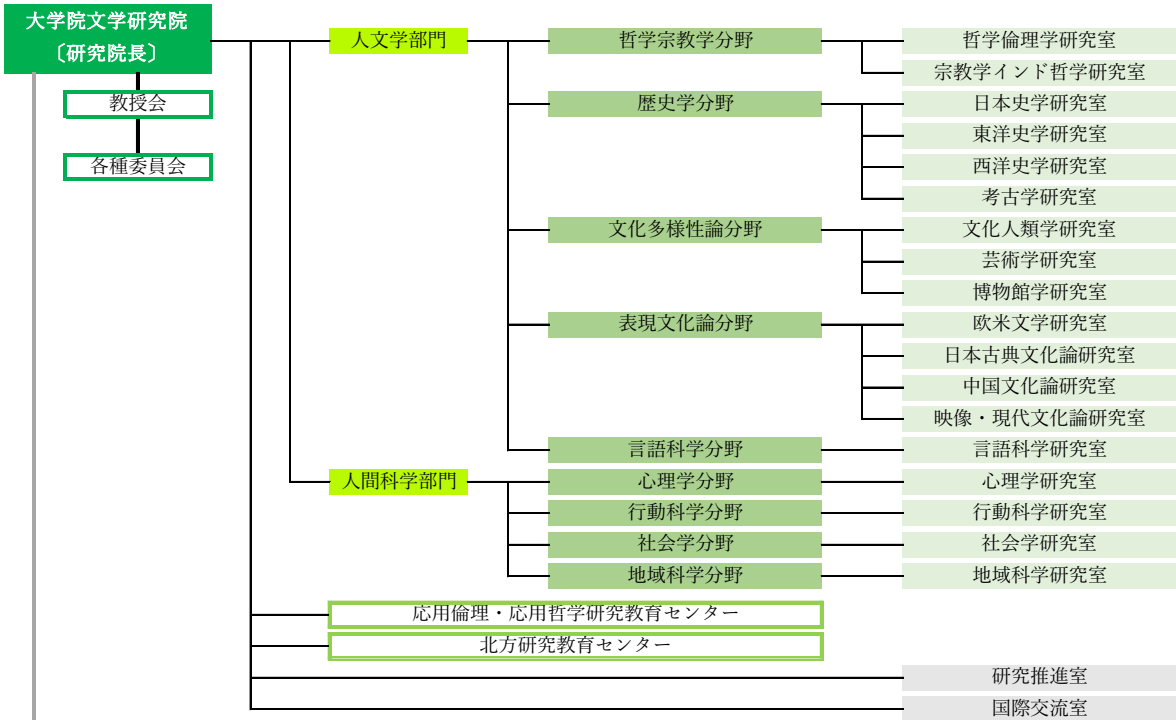 大学院文学研究院
〔研究院長〕
教授会
各種委員会
人文学部門
哲学宗教学分野
哲学倫理学研究室
宗教学インド哲学研究室
歴史学分野
日本史学研究室
東洋史学研究室
西洋史学研究室
考古学研究室
文化多様性論分野
文化人類学研究室
芸術学研究室
博物館学研究室
表現文化論分野
欧米文学研究室
日本古典文化論研究室
中国文化論研究室
映像・現代文化論研究室
言語科学分野
言語科学研究室
人間科学部門
心理学分野
心理学研究室
行動科学分野
行動科学研究室
社会学分野
社会学研究室
地域科学分野
地域科学研究室
応用倫理・応用哲学研究教育センター
北方研究教育センター
研究推進室
国際交流室